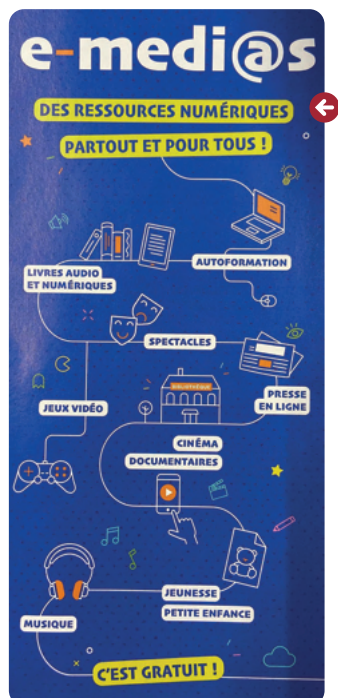 e-medi@s
DES RESSOURCES NUMÉRIQUES
PARTOUT ET POUR TOUS !
AUTOFORMATION
LIVRES AUDIO
ET NUMÉRIQUES
SPECTACLES
PRESSE
EN LIGNE
JEUX VIDÉO
CINÉMA
DOCUMENTAIRES
JEUNESSE
PETITE ENFANCE
MUSIQUE
C'EST GRATUIT !